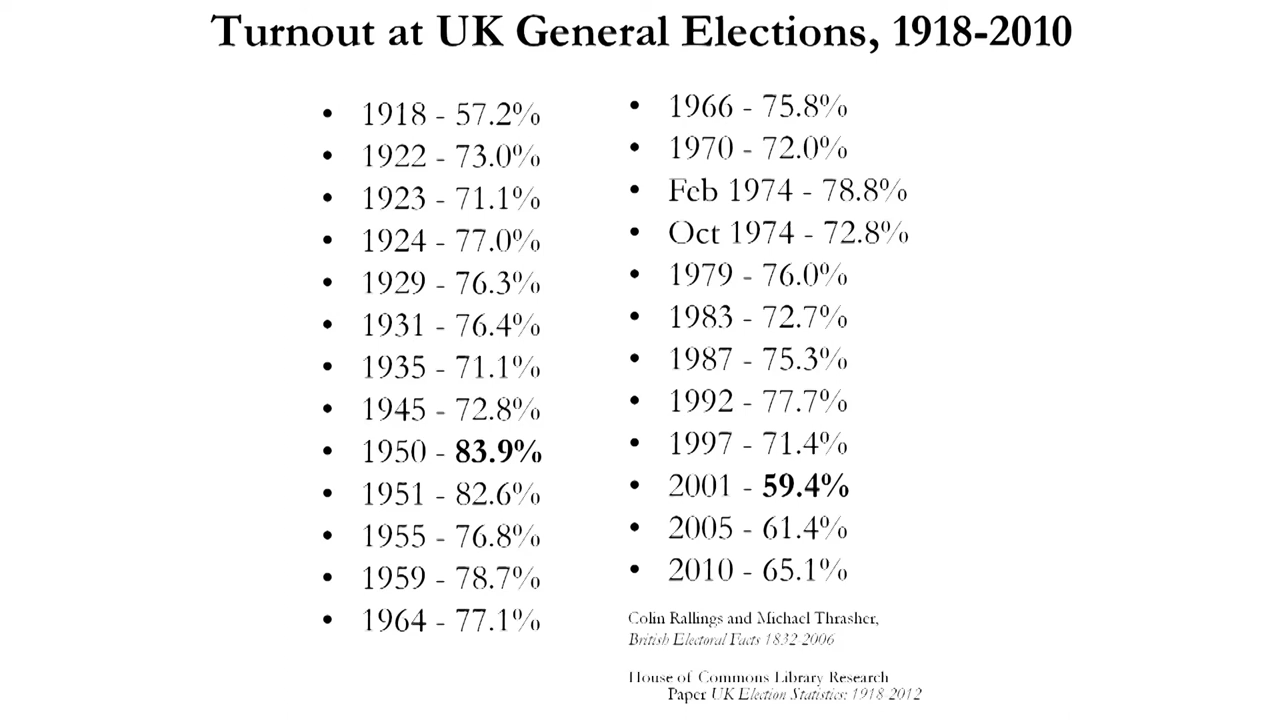 Turnout at UK General Elections, 1918-2010
• 1918 - 57.2%
• 1922 - 73.0%
• 1923 - 71.1%
• 1924 - 77.0%
• 1929 - 76.3%
• 1931 - 76.4%
• 1935 - 71.1%
• 1945 - 72.8%
• 1950 - 83.9%
• 1951 - 82.6%
• 1955 - 76.8%
• 1959 - 78.7%
• 1964 - 77.1%
• 1966 - 75.8%
• 1970 - 72.0%
• Feb 1974 - 78.8%
• Oct 1974 - 72.8%
• 1979 - 76.0%
• 1983 - 72.7%
• 1987 - 75.3%
• 1992 - 77.7%
• 1997 - 71.4%
• 2001 - 59.4%
• 2005 - 61.4%
• 2010 - 65.1%
Colin Rallings and Michael Thrasher,
British Electoral Facts 1832-2006
House of Commons Library Research
Paper UK Election Statistics: 1918-2012